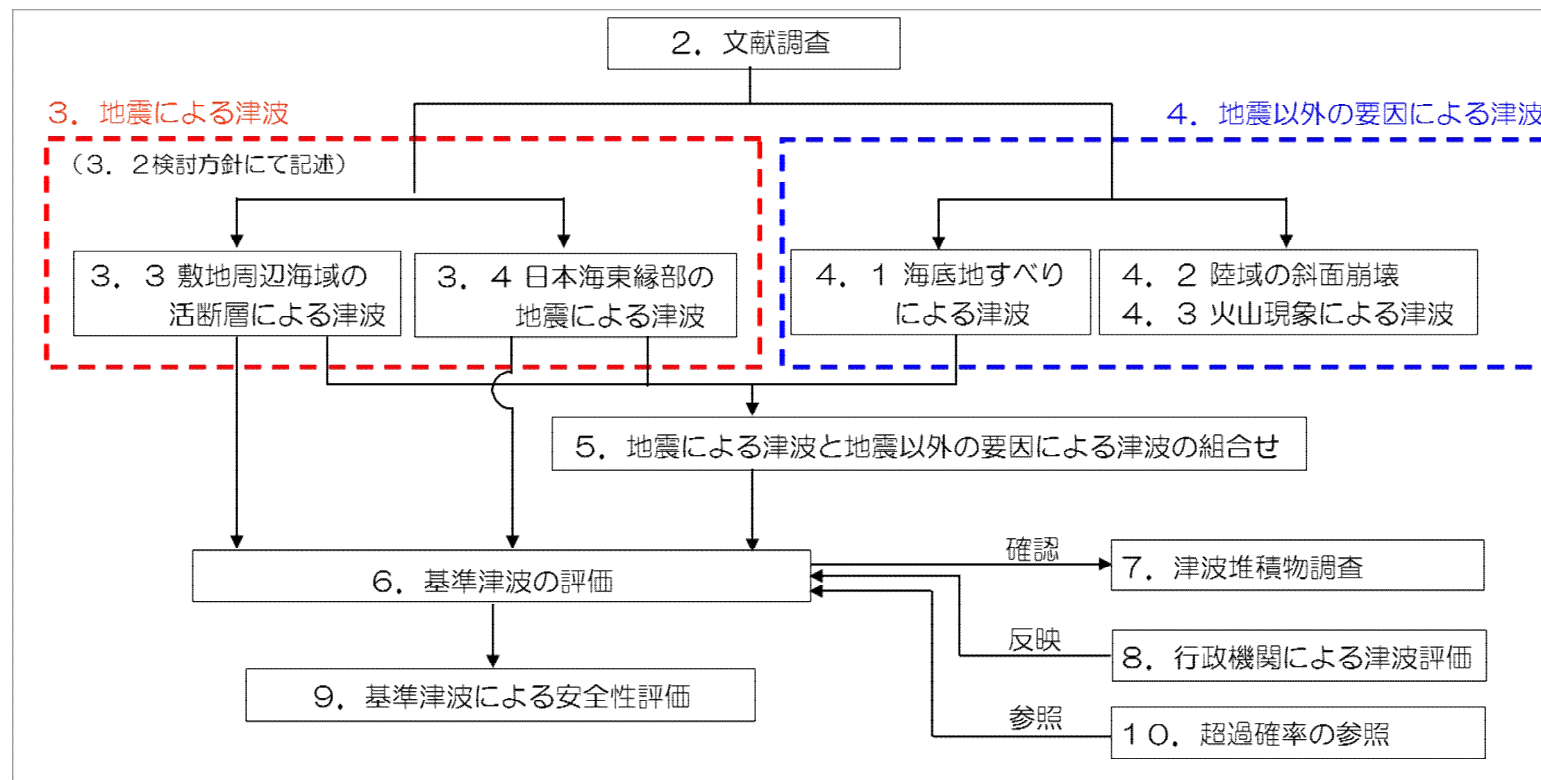 2. 文献調査
3. 地震による津波
4. 地震以外の要因による津波
(3. 2検討方針にて記述)
3. 3 敷地周辺海域の
活断層による津波
3. 4 日本海東縁部の
地震による津波
4. 1 海底地すべり
による津波
4. 2 陸域の斜面崩壊
4. 3 火山現象による津波
5. 地震による津波と地震以外の要因による津波の組合せ
6. 基準津波の評価
確認
7. 津波堆積物調査
反映
8. 行政機関による津波評価
9. 基準津波による安全性評価
参照
10. 超過確率の参照